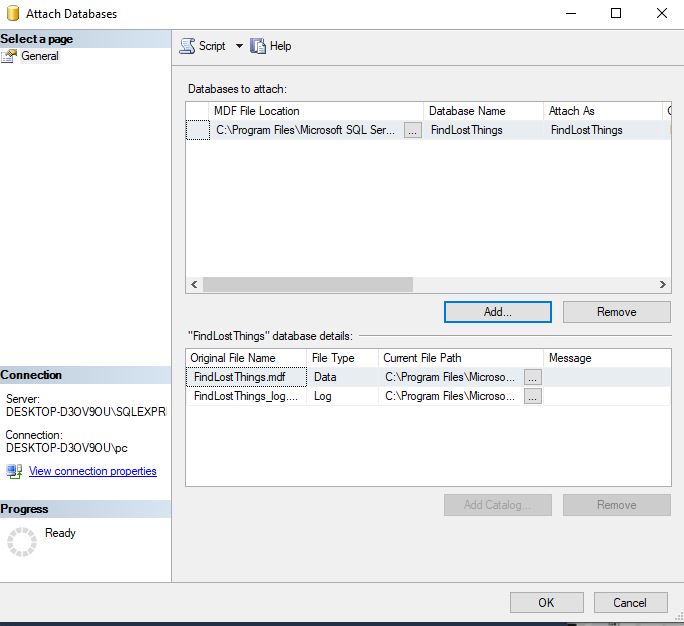 Attach Databases
Select a page
General
Script
Help
Databases to attach:
MDF File Location Database Name Attach As
C:\Program Files\Microsoft SQL Ser... ... FindLostThings FindLostThings
Add... Remove
"FindLostThings" database details:
Original File Name File Type Current File Path Message
FindLostThings.mdf Data C:\Program Files\Microso... ...
FindLostThings_log.... Log C:\Program Files\Microso... ...
Add Catalog... Remove
Connection
Server:
DESKTOP-D3OV9OU\SQLEXPR
Connection:
DESKTOP-D3OV9OU\pc
View connection properties
Progress
Ready
OK Cancel